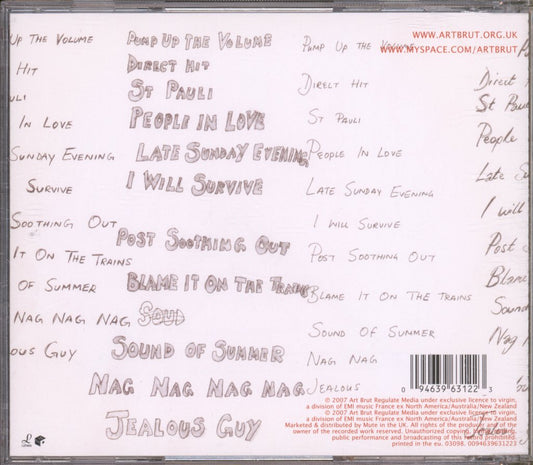 UP THE VOLUME
HIT
ULI
IN LOVE
SUNDAY EVENING
SURVIVE
SOOTHING OUT
IT ON THE TRAINS
OF SUMMER
NAG NAG NAG
OUS GUY
PUMP UP THE VOLUME
DIRECT HIT
ST PAULI
PEOPLE IN LOVE
LATE SUNDAY EVENING
I WILL SURVIVE
POST SOOTHING OUT
BLAME IT ON THE TRAINS
SOUD
SOUND OF SUMMER
NAG NAG NAG NAG
JEALOUS GUY
PUMP UP THE VOLUME
DIRECT HIT
ST PAULI
PEOPLE IN LOVE
LATE SUNDAY EVENING
I WILL SURVIVE
POST SOOTHING OUT
BLAME IT ON THE TRAINS
SOUND OF SUMMER
NAG NAG
JEALOUS
WWW.ARTBRUT.ORG.UK
WWW.MYSPACE.COM/ARTBRUT
Direct
St Paul
People
Late S
I will
Post S
Blame
Sound
Nag
Jealou
0 94639 63122 3
© 2007 Art Brut Regulate Media under exclusive licence to virgin,
a division of EMI music France ex North America/Australia/New Zealand
℗ 2007 Art Brut Regulate Media under exclusive licence to virgin,
a division of EMI music France ex North America/Australia/New Zealand
Marketed & distributed by Mute in the UK. All rights of the
owner of the recorded work reserved. Unauthorized copying,
public performance and broadcasting of this record prohibited.
printed in the eu. 03098. 0094639631223